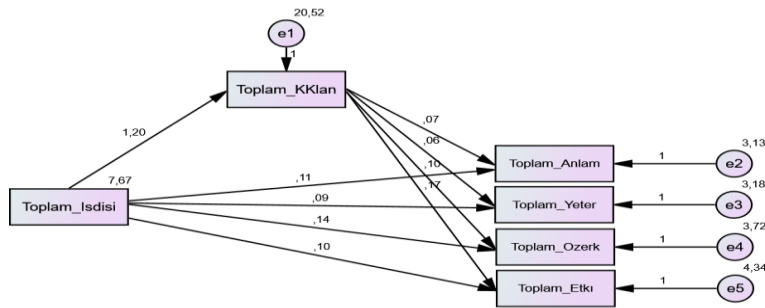 20,52
e1
1
Toplam_KKlan
,07
1,20
,06
3,13
,10
Toplam_Anlam
1
e2
7,67
,11
,17
3,18
Toplam_Isdisi
,09
Toplam_Yeter
1
e3
,14
3,72
,10
Toplam_Ozerk
1
e4
4,34
Toplam_Etkı
1
e5